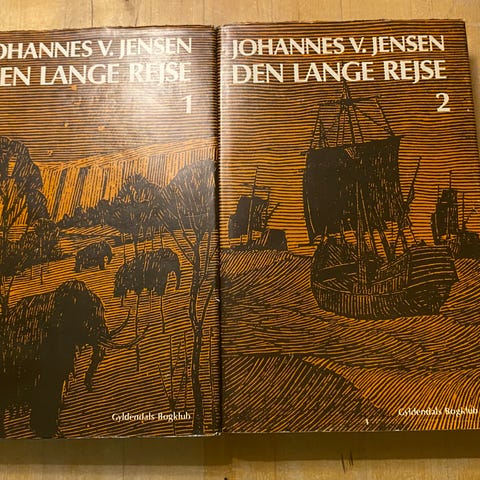 JOHANNES V. JENSEN
DEN LANGE REJSE
1
Gyldendals Bogklub
JOHANNES V. JENSEN
DEN LANGE REJSE
2
Gyldendals Bogklub